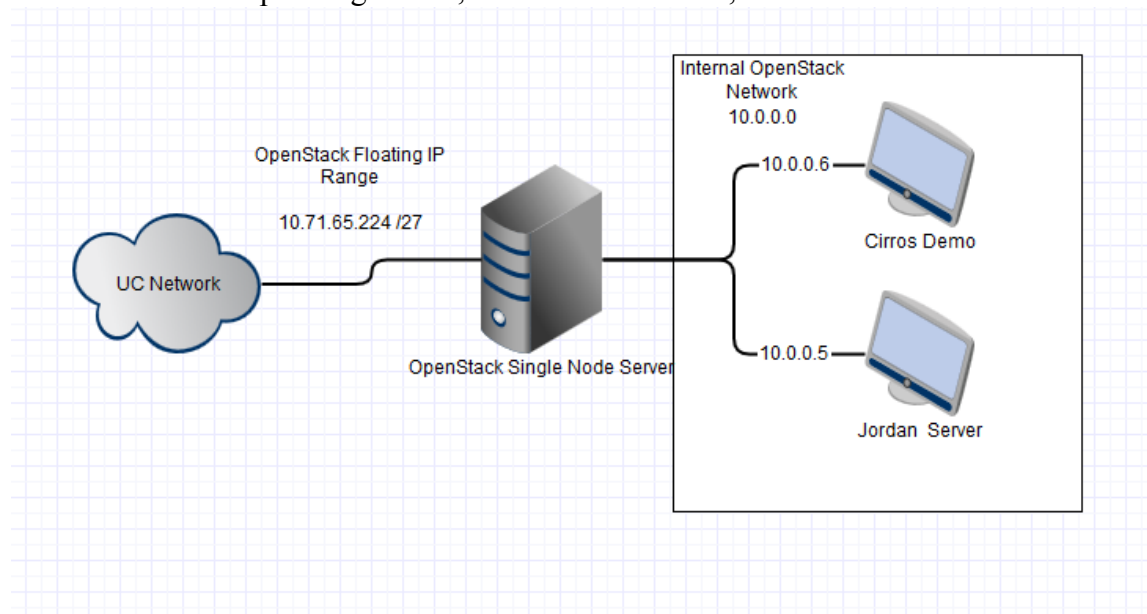 Internal OpenStack
Network
10.0.0.0
OpenStack Floating IP
Range
10.71.65.224 /27
10.0.0.6
Cirros Demo
UC Network
OpenStack Single Node Server
10.0.0.5
Jordan Server